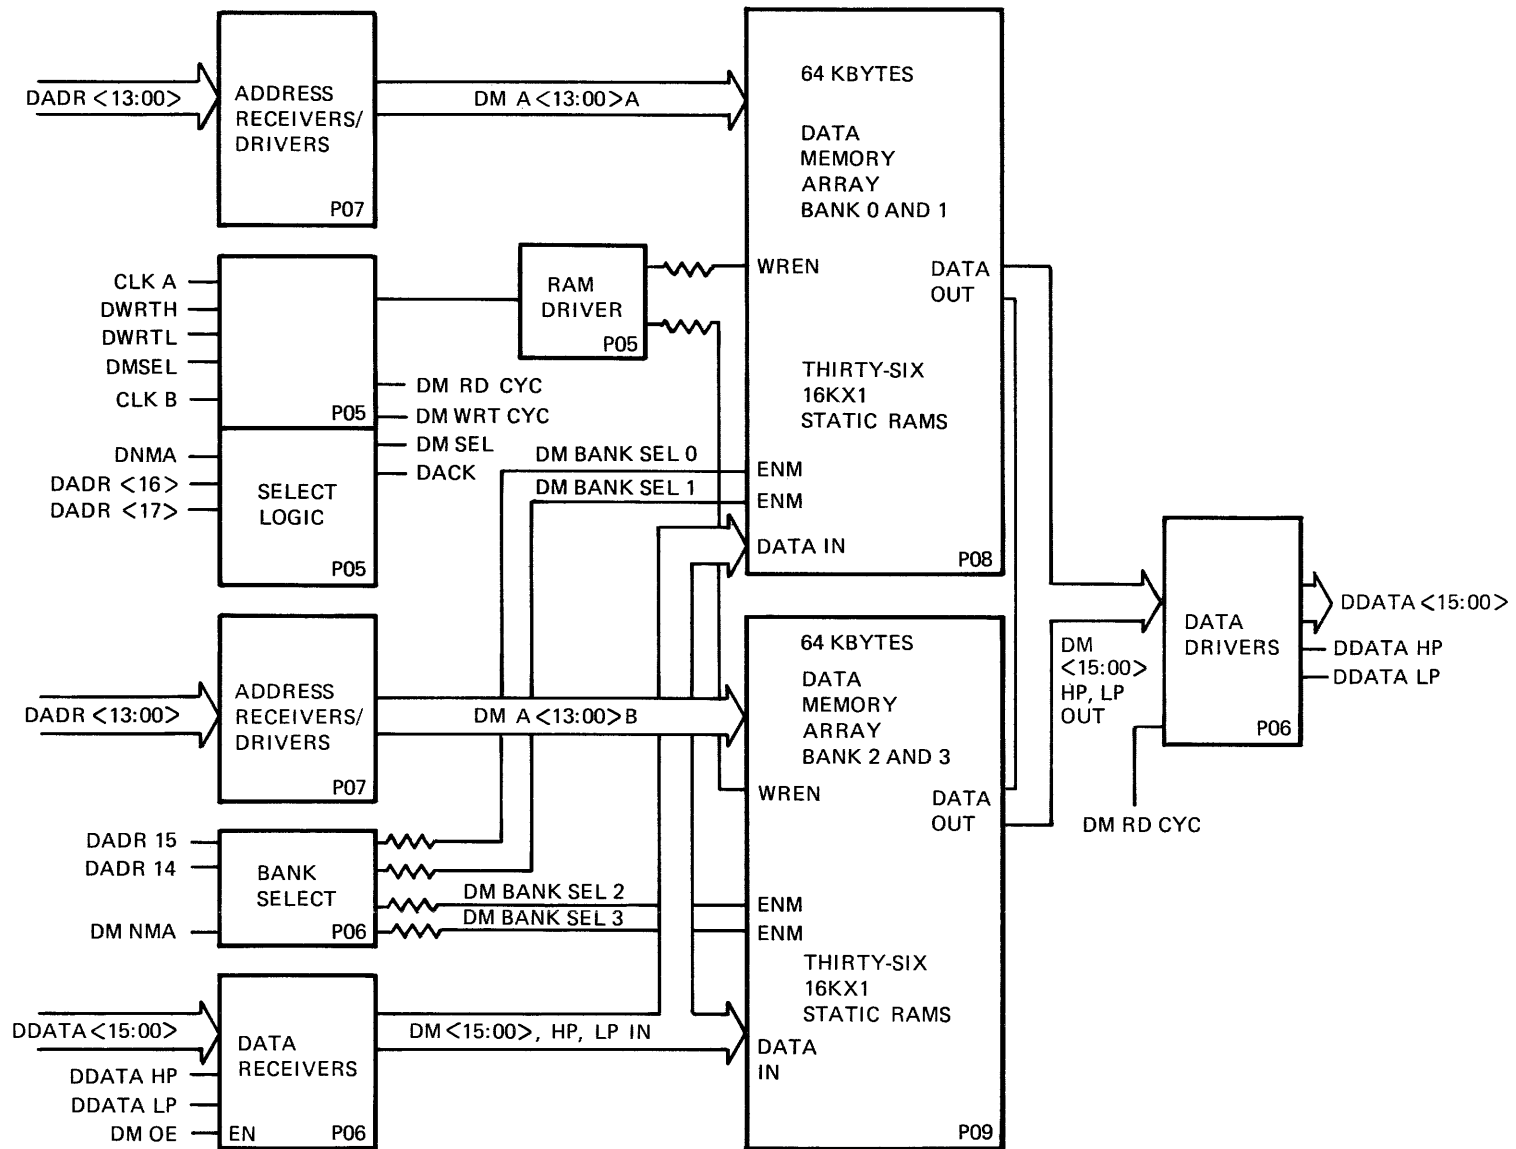 DADR <13:00>
ADDRESS
RECEIVERS/
DRIVERS
P07
DM A<13:00>A
64 KBYTES
DATA
MEMORY
ARRAY
BANK 0 AND 1
WREN
DATA
OUT
THIRTY-SIX
16KX1
STATIC RAMS
ENM
ENM
DATA IN
P08
CLK A
DWRTH
DWRTL
DMSEL
CLK B
P05
RAM
DRIVER
P05
DM RD CYC
DM WRT CYC
DM SEL
DACK
DNMA
DADR <16>
DADR <17>
SELECT
LOGIC
P05
DM BANK SEL 0
DM BANK SEL 1
DADR <13:00>
ADDRESS
RECEIVERS/
DRIVERS
P07
DM A<13:00>B
64 KBYTES
DATA
MEMORY
ARRAY
BANK 2 AND 3
WREN
DATA
OUT
ENM
ENM
THIRTY-SIX
16KX1
STATIC RAMS
DATA
IN
P09
DADR 15
DADR 14
DM NMA
BANK
SELECT
P06
DM BANK SEL 2
DM BANK SEL 3
DDATA<15:00>
DDATA HP
DDATA LP
DM OE
DATA
RECEIVERS
EN
P06
DM<15:00>, HP, LP IN
DM
<15:00>
HP, LP
OUT
DM RD CYC
DATA
DRIVERS
P06
DDATA<15:00>
DDATA HP
DDATA LP